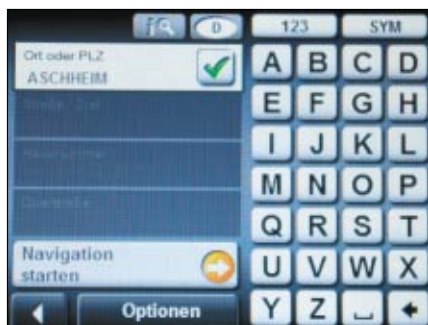 i D 123 SYM
Ort oder PLZ
ASCHHEIM
A B C D
E F G H
I J K L
M N O P
Q R S T
Navigation
starten
U V W X
Optionen
Y Z